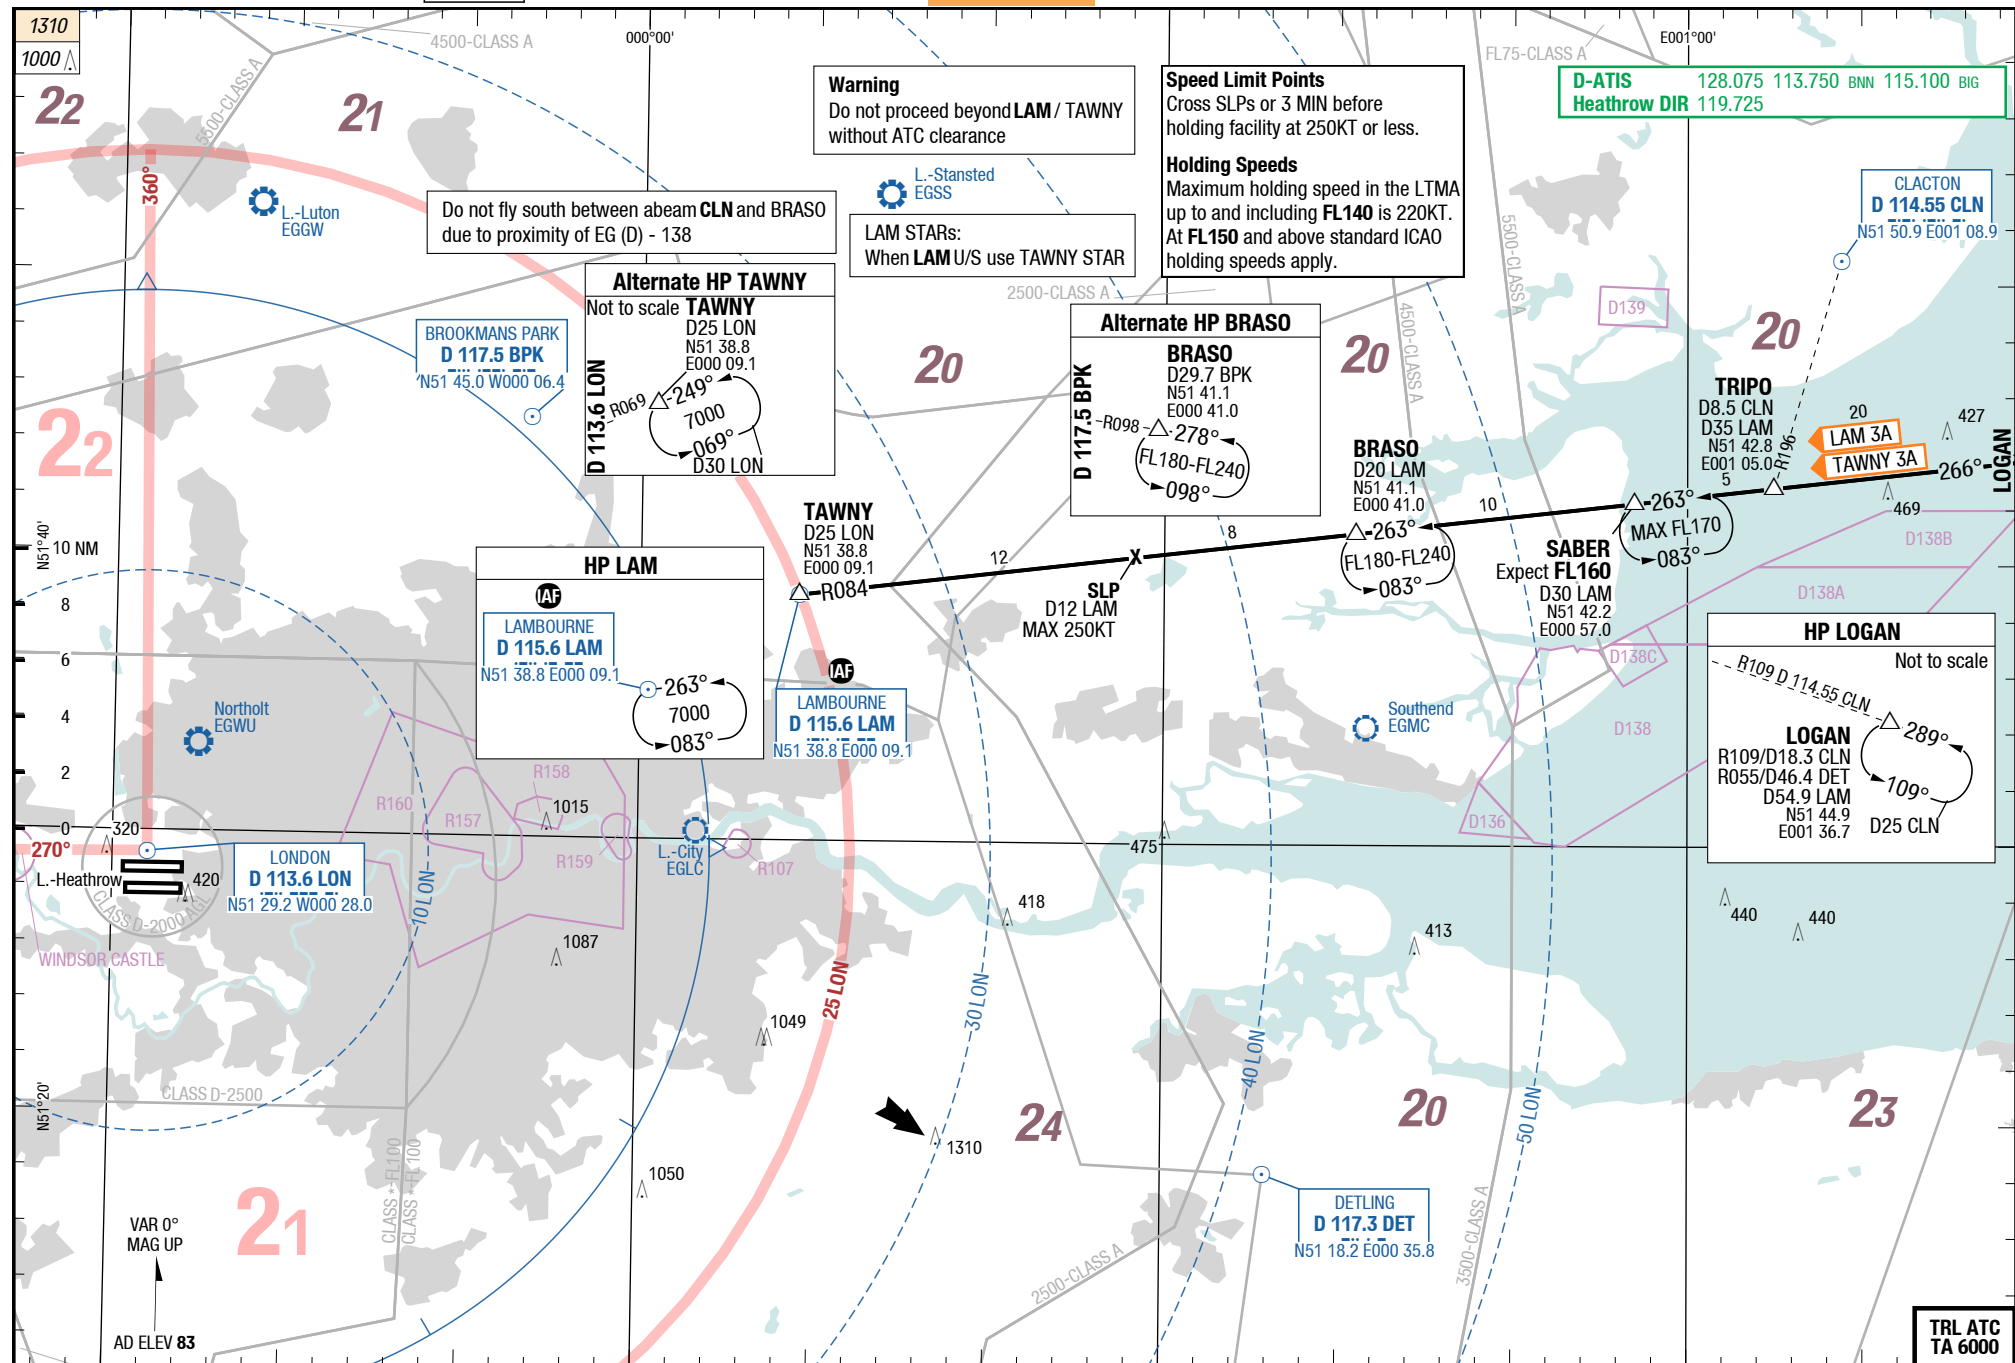 1310
1000
22
21
4500-CLASS A
5500-CLASS A
000°00'
FL75-CLASS A
E001°00'
Warning
Do not proceed beyond LAM / TAWNY
without ATC clearance
Speed Limit Points
Cross SLPs or 3 MIN before
holding facility at 250KT or less.
Holding Speeds
Maximum holding speed in the LTMA
up to and including FL140 is 220KT.
At FL150 and above standard ICAO
holding speeds apply.
D-ATIS 128.075 113.750 BNN 115.100 BIG
Heathrow DIR 119.725
360°
L.-Luton
EGGW
L.-Stansted
EGSS
Do not fly south between abeam CLN and BRASO
due to proximity of EG (D) - 138
LAM STARs:
When LAM U/S use TAWNY STAR
CLACTON
D 114.55 CLN
N51 50.9 E001 08.9
5500-CLASS A
4500-CLASS A
2500-CLASS A
D139
20
20
20
Alternate HP TAWNY
Not to scale
TAWNY
D25 LON
N51 38.8
E000 09.1
D 113.6 LON
R069
249°
7000
069°
D30 LON
BROOKMANS PARK
D 117.5 BPK
N51 45.0 W000 06.4
Alternate HP BRASO
BRASO
D29.7 BPK
N51 41.1
E000 41.0
D 117.5 BPK
R098
278°
FL180-FL240
098°
TRIPO
D8.5 CLN
D35 LAM
N51 42.8
E001 05.0
R196
20
LAM 3A
TAWNY 3A
427
266°
LOGAN
469
5
22
BRASO
D20 LAM
N51 41.1
E000 41.0
263°
FL180-FL240
083°
10
263°
MAX FL170
083°
SABER
Expect FL160
D30 LAM
N51 42.2
E000 57.0
TAWNY
D25 LON
N51 38.8
E000 09.1
R084
12
8
X
SLP
D12 LAM
MAX 250KT
D138B
D138A
D138C
D138
D136
N51°40'
10 NM
8
6
4
2
0
HP LAM
IAF
LAMBOURNE
D 115.6 LAM
N51 38.8 E000 09.1
263°
7000
083°
IAF
LAMBOURNE
D 115.6 LAM
N51 38.8 E000 09.1
HP LOGAN
Not to scale
R109 D 114.55 CLN
289°
109°
LOGAN
R109/D18.3 CLN
R055/D46.4 DET
D54.9 LAM
N51 44.9
E001 36.7
D25 CLN
Northolt
EGWU
Southend
EGMC
R160
R157
R158
1015
R159
R107
L.-City
EGLC
320
270°
L.-Heathrow
420
CLASS D-2000 AGL
LONDON
D 113.6 LON
N51 29.2 W000 28.0
10 LON
475
418
413
440
440
WINDSOR CASTLE
1087
1049
25 LON
30 LON
40 LON
50 LON
N51°20'
CLASS D-2500
24
20
23
1310
1050
CLASS *-FL100
CLASS *-FL100
21
DETLING
D 117.3 DET
N51 18.2 E000 35.8
2500-CLASS A
3500-CLASS A
VAR 0°
MAG UP
AD ELEV 83
TRL ATC
TA 6000